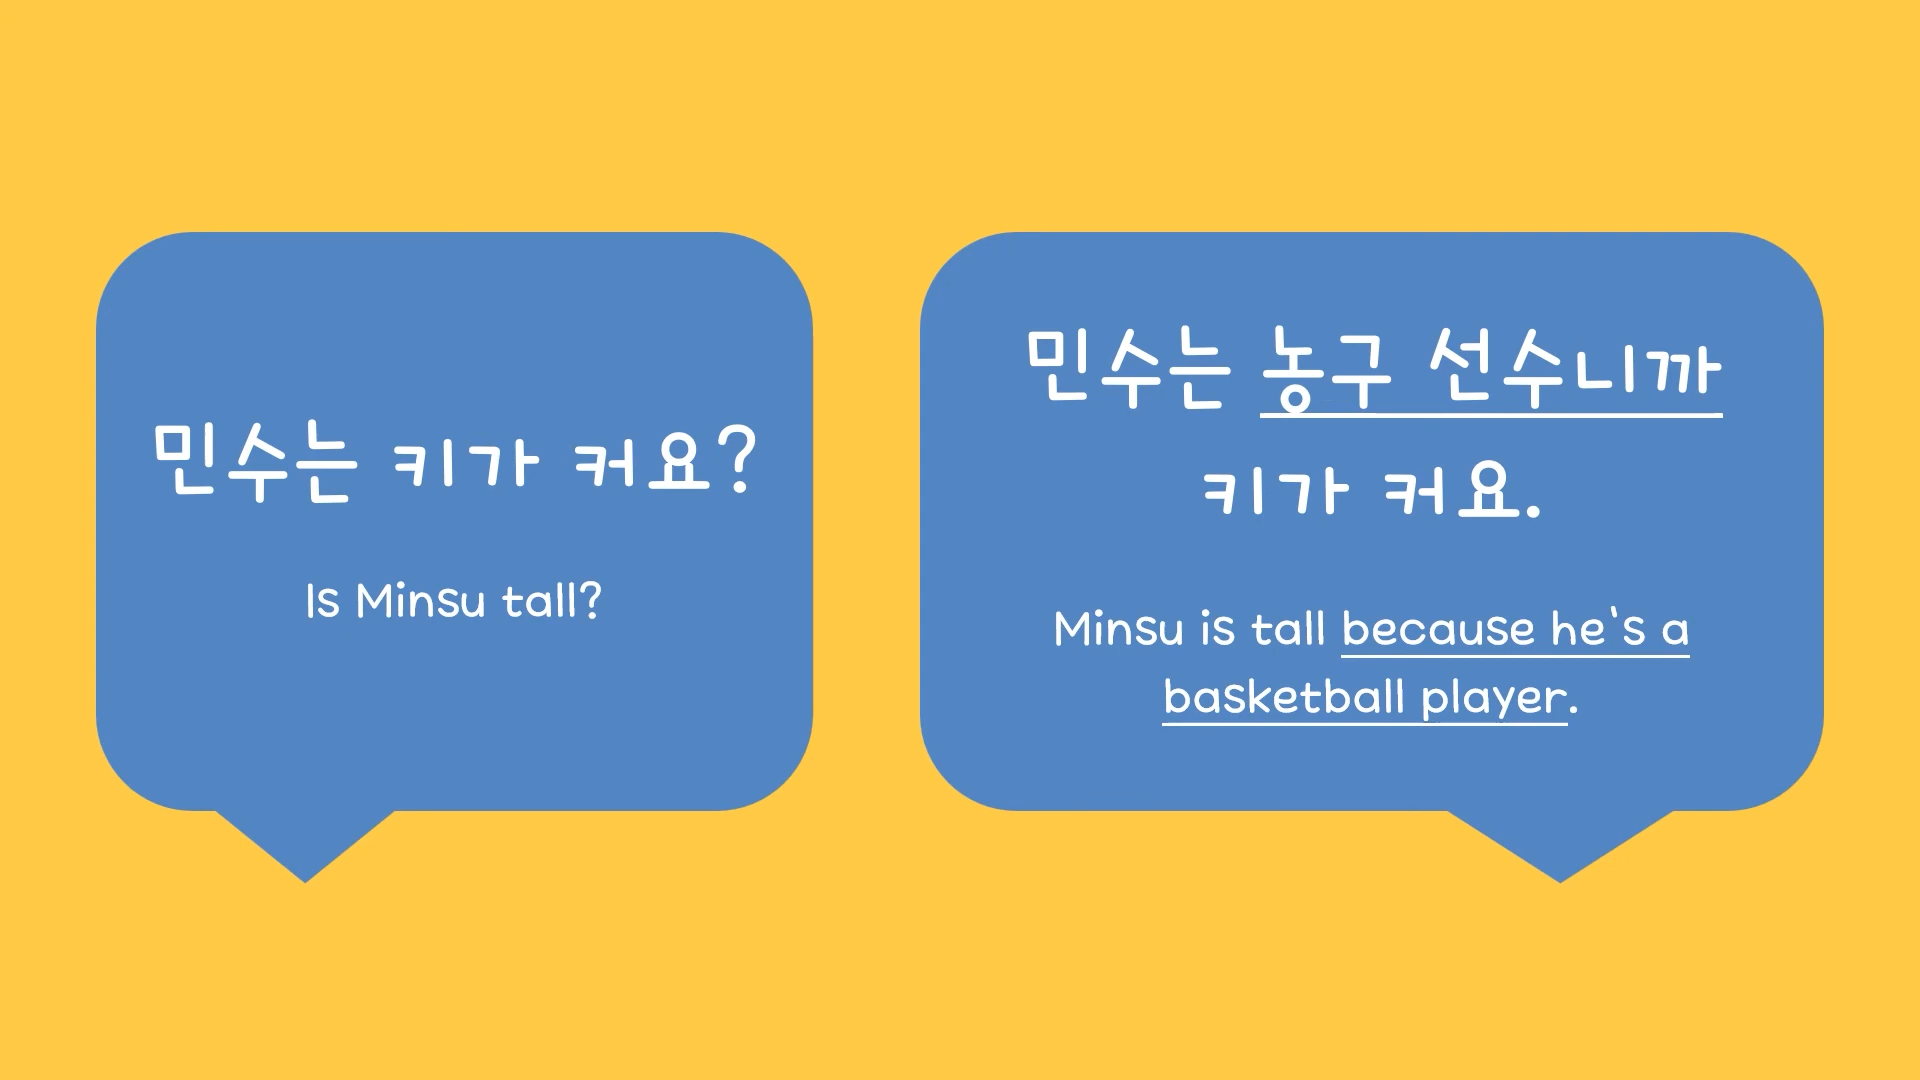 민수는 키가 커요?
Is Minsu tall?
민수는 농구 선수니까
키가 커요.
Minsu is tall because he's a
basketball player.